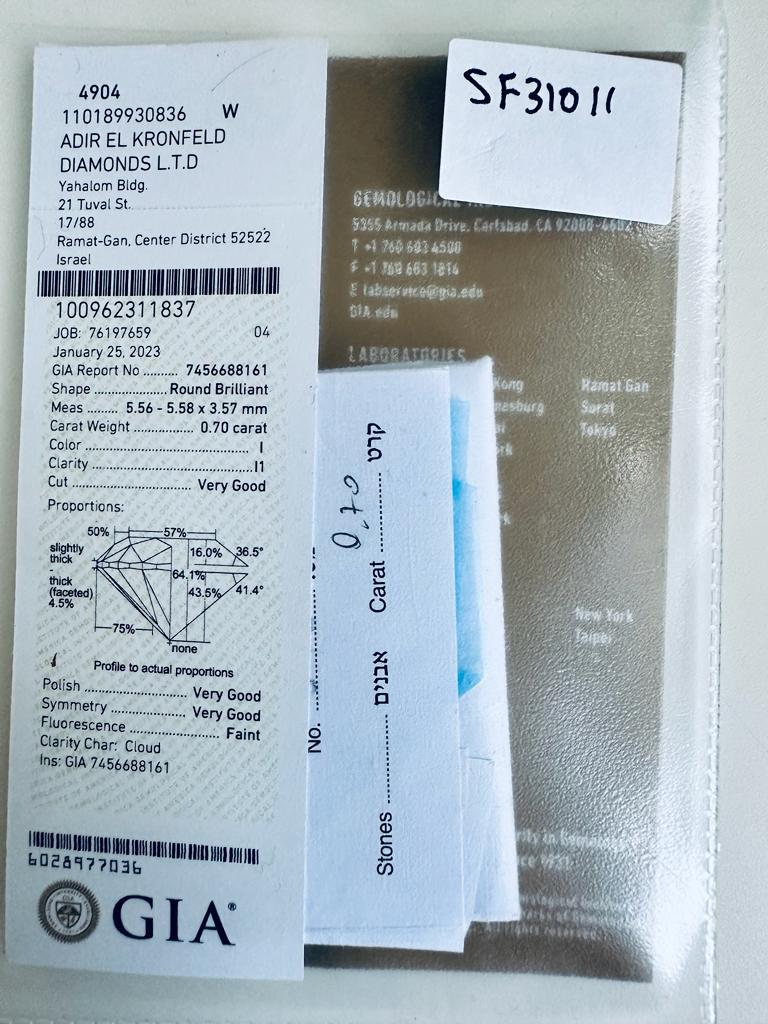 4904
110189930836 W
ADIR EL KRONFELD
DIAMONDS L.T.D
Yahalom Bldg.
21 Tuval St.
17/88
Ramat-Gan, Center District 52522
Israel
100962311837
JOB: 76197659 04
January 25, 2023
GIA Report No .......... 7456688161
Shape ..................... Round Brilliant
Meas ........ 5.56 - 5.58 x 3.57 mm
Carat Weight ................ 0.70 carat
Color ............................................ I
Clarity ......................................... I1
Cut ................................ Very Good
Proportions:
50% 57%
slightly
thick
-
thick
(faceted)
4.5%
16.0% 36.5°
64.1%
43.5% 41.4°
75%
none
Profile to actual proportions
Polish ........................... Very Good
Symmetry .................... Very Good
Fluorescence ........................ Faint
Clarity Char: Cloud
Ins: GIA 7456688161
6028977036
GIA®
SF31011
GEMOLOGICAL
5355 Armada Drive, Carlsbad, CA 92008-4602
T +1 760 603 4500
F +1 760 603 1814
E labservice@gia.edu
GIA.edu
LABORATORIES
Ramat Gan
Surat
Tokyo
New York
Taipei
No.
Stones .............. אבנים Carat .............. קרט
0.70